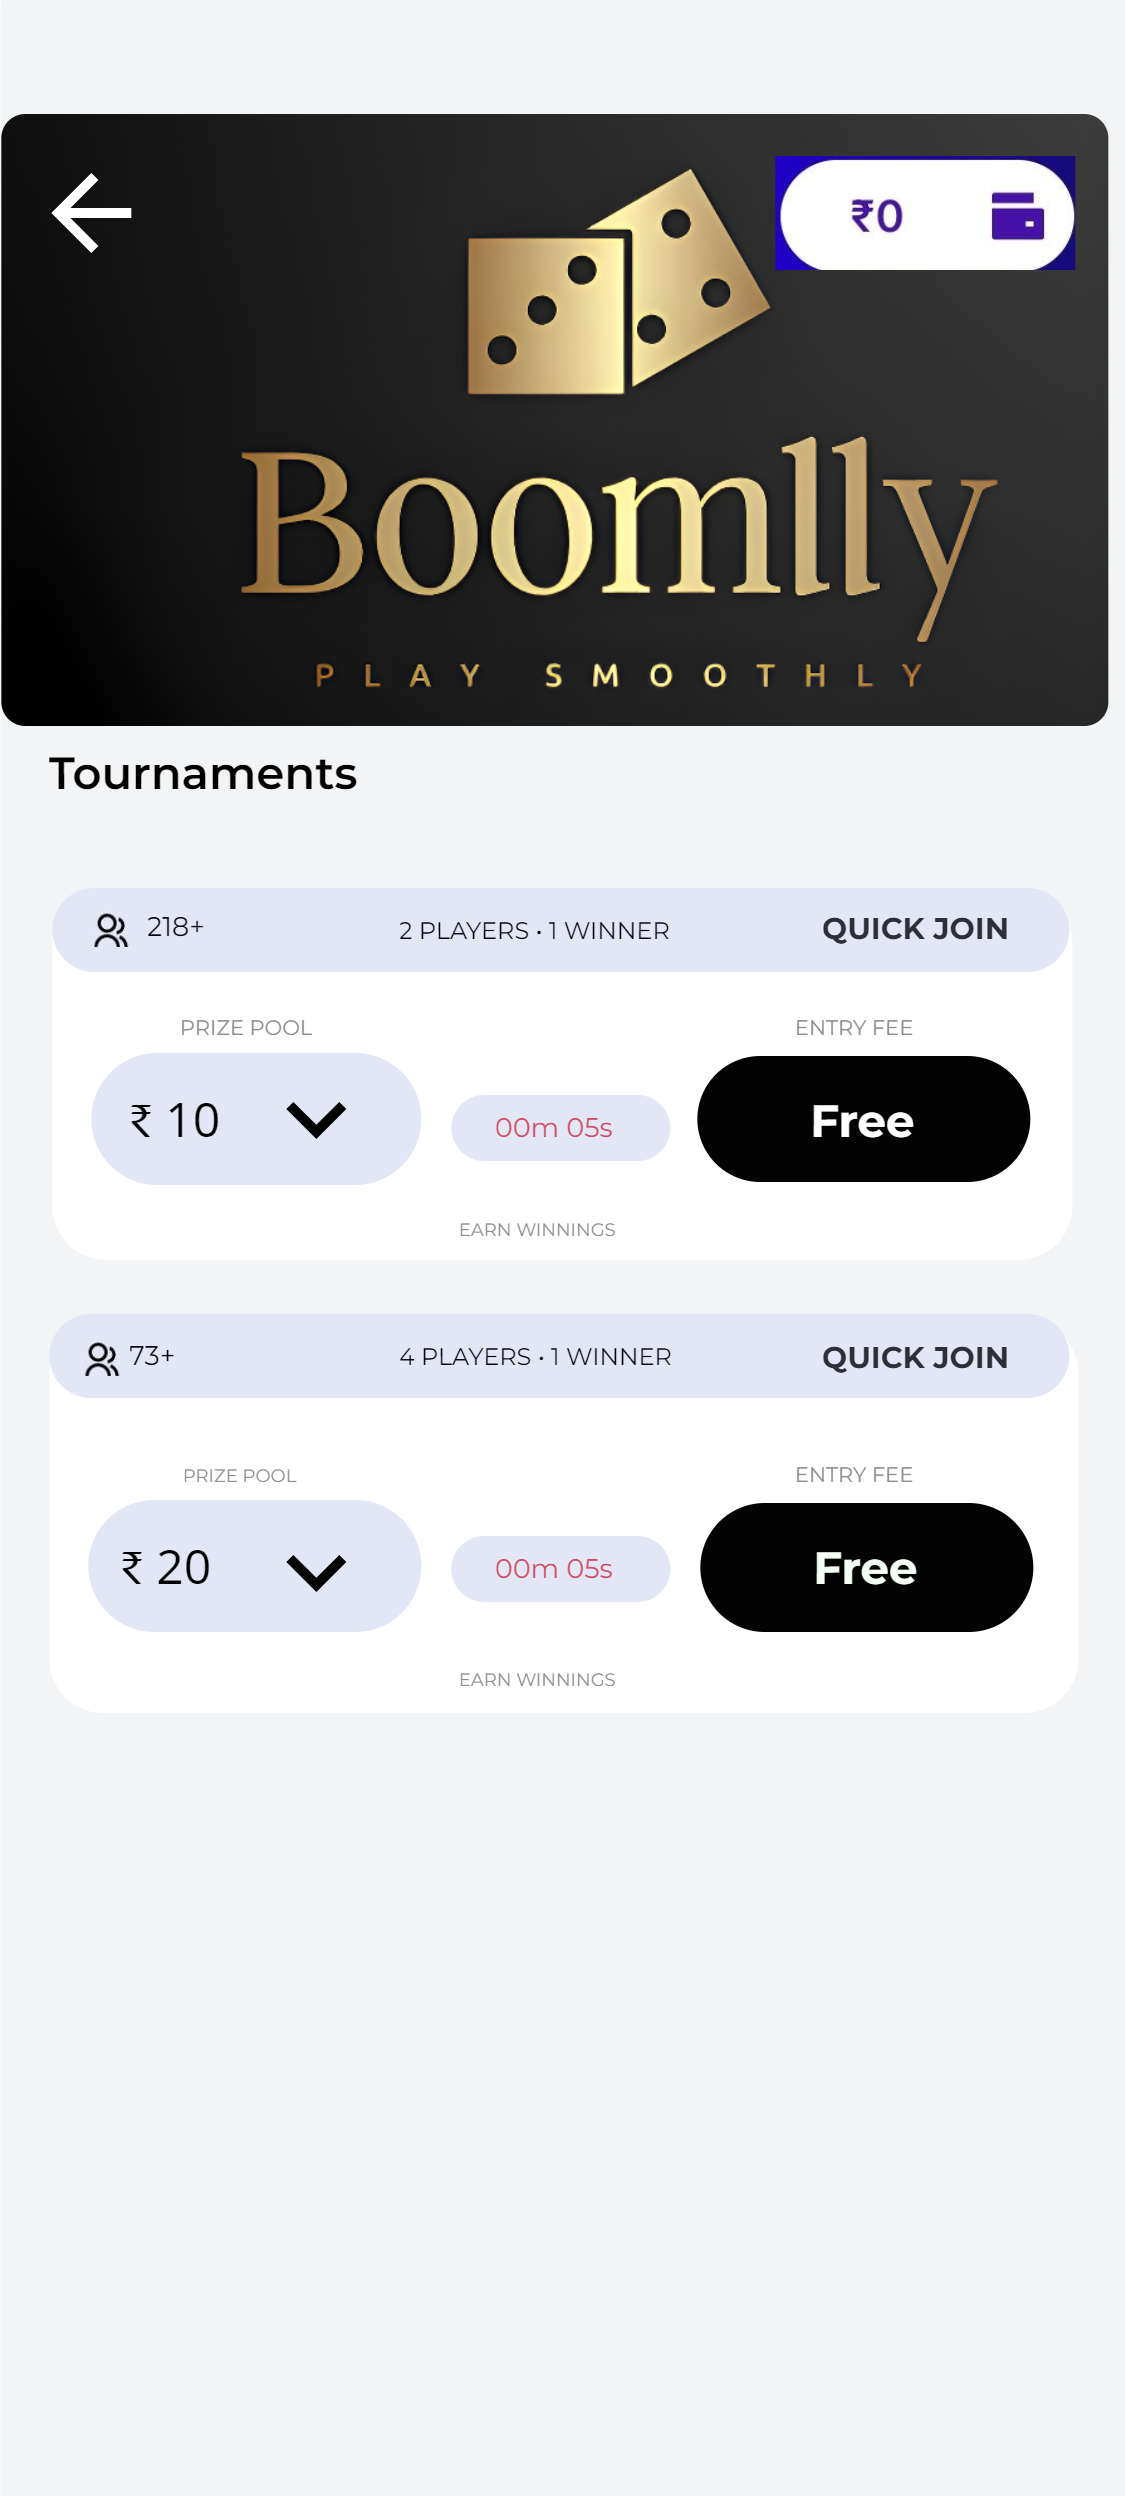 ₹0
Boomlly
PLAY SMOOTHLY
Tournaments
218+ 2 PLAYERS • 1 WINNER QUICK JOIN
PRIZE POOL ENTRY FEE
₹ 10 00m 05s Free
EARN WINNINGS
73+ 4 PLAYERS • 1 WINNER QUICK JOIN
PRIZE POOL ENTRY FEE
₹ 20 00m 05s Free
EARN WINNINGS